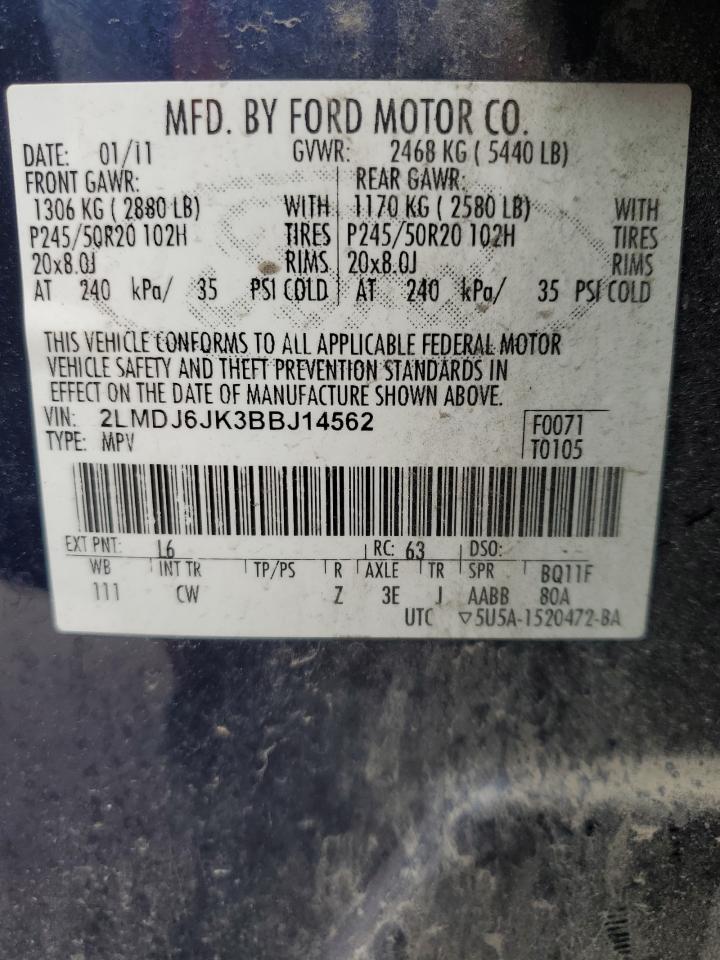 MFD. BY FORD MOTOR CO.
DATE: 01/11 GVWR: 2468 KG ( 5440 LB)
FRONT GAWR: REAR GAWR:
1306 KG ( 2880 LB) WITH 1170 KG ( 2580 LB) WITH
P245/50R20 102H TIRES P245/50R20 102H TIRES
20x8.0J RIMS 20x8.0J RIMS
AT 240 kPa/ 35 PSI COLD AT 240 kPa/ 35 PSI COLD
THIS VEHICLE CONFORMS TO ALL APPLICABLE FEDERAL MOTOR
VEHICLE SAFETY AND THEFT PREVENTION STANDARDS IN
EFFECT ON THE DATE OF MANUFACTURE SHOWN ABOVE.
VIN: 2LMDJ6JK3BBJ14562 F0071
TYPE: MPV T0105
EXT PNT: L6 RC: 63 DSO:
WB INT TR TP/PS R AXLE TR SPR BQ11F
111 CW Z 3E J AABB 80A
UTC ▽5U5A-1520472-BA